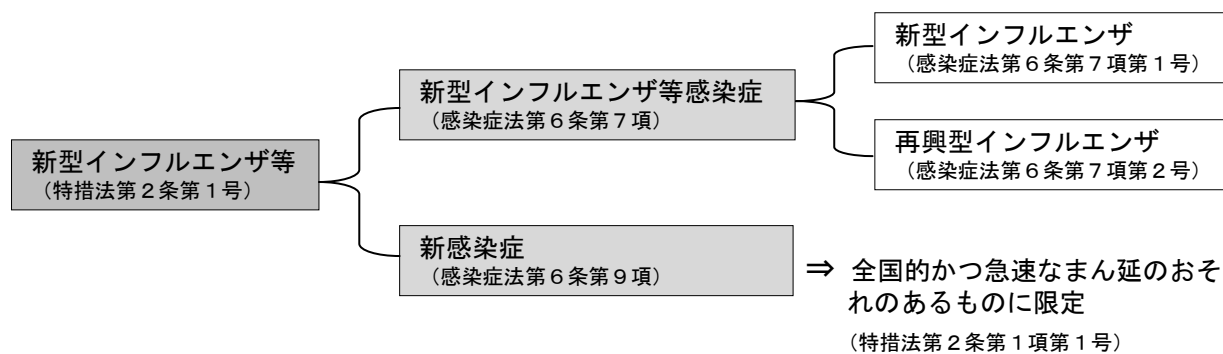 新型インフルエンザ等
（特措法第２条第１号）
新型インフルエンザ等感染症
（感染症法第６条第７項）
新型インフルエンザ
（感染症法第６条第７項第１号）
再興型インフルエンザ
（感染症法第６条第７項第２号）
新感染症
（感染症法第６条第９項）
⇒ 全国的かつ急速なまん延のおそ
れのあるものに限定
（特措法第２条第１項第１号）